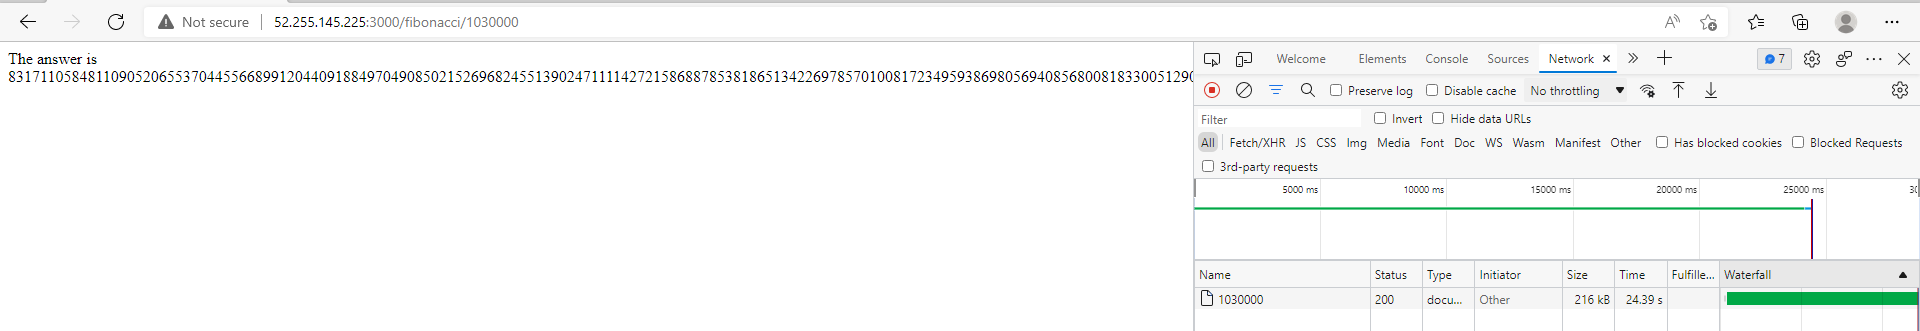 Not secure 52.255.145.225:3000/fibonacci/1030000
The answer is
Welcome Elements Console Sources Network 7
Preserve log Disable cache No throttling
Filter Invert Hide data URLs
All Fetch/XHR JS CSS Img Media Font Doc WS Wasm Manifest Other Has blocked cookies Blocked Requests
3rd-party requests
5000 ms 10000 ms 15000 ms 20000 ms 25000 ms
Name Status Type Initiator Size Time Fulfille... Waterfall
1030000 200 docu... Other 216 kB 24.39 s